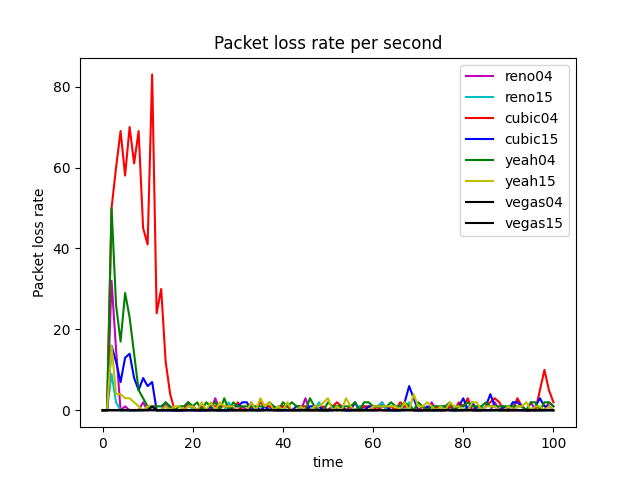 Packet loss rate per second
Packet loss rate
80
60
40
20
0
0 20 40 60 80 100
time
reno04
reno15
cubic04
cubic15
yeah04
yeah15
vegas04
vegas15